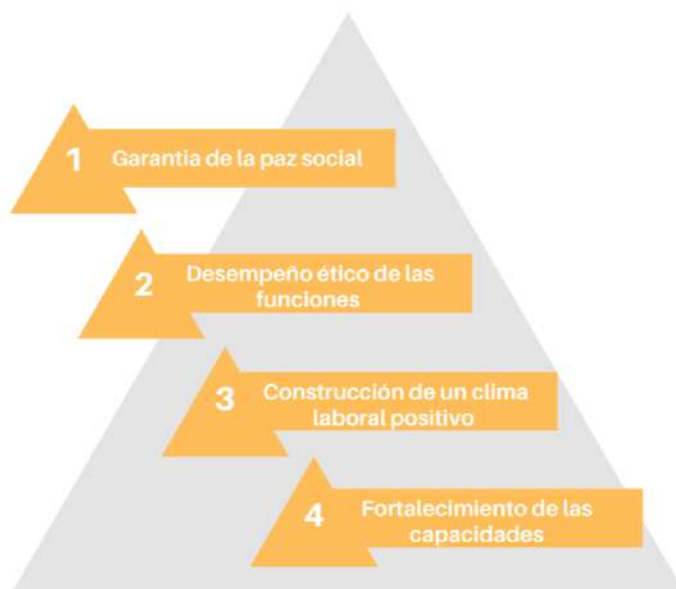 1
Garantia de la paz social
2
Desempeño ético de las
funciones
3
Construcción de un clima
laboral positivo
4
Fortalecimiento de las
capacidades